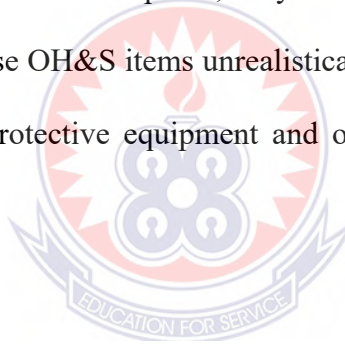 se OH&S items unrealistica
rotective equipment and o
EDUCATION FOR SERVICE